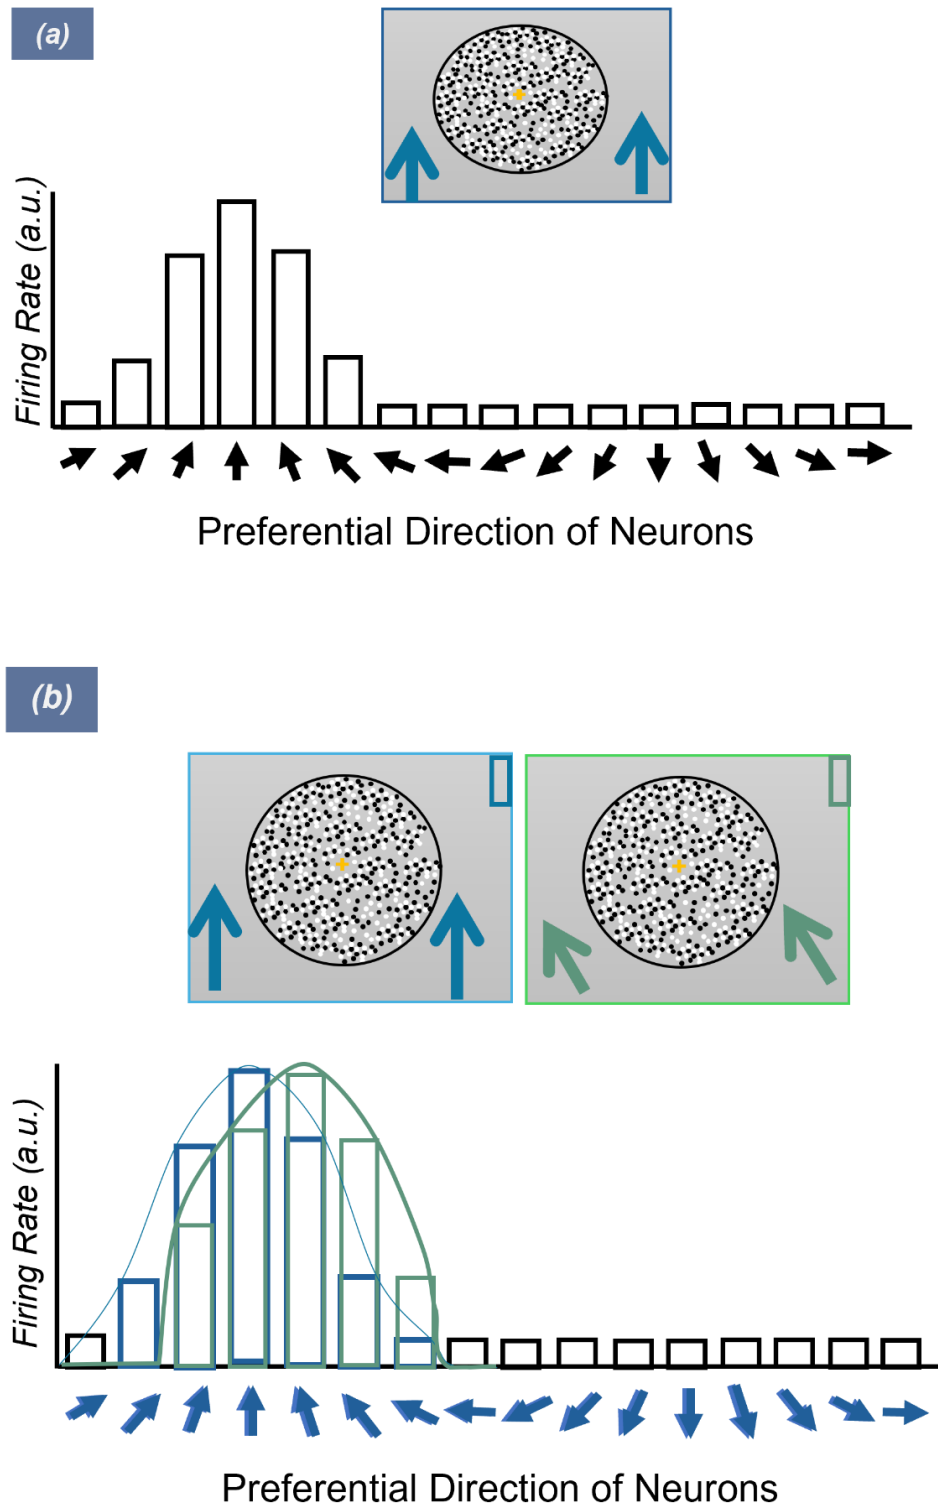 (a)
Firing Rate (a.u.)
Preferential Direction of Neurons
(b)
Firing Rate (a.u.)
Preferential Direction of Neurons